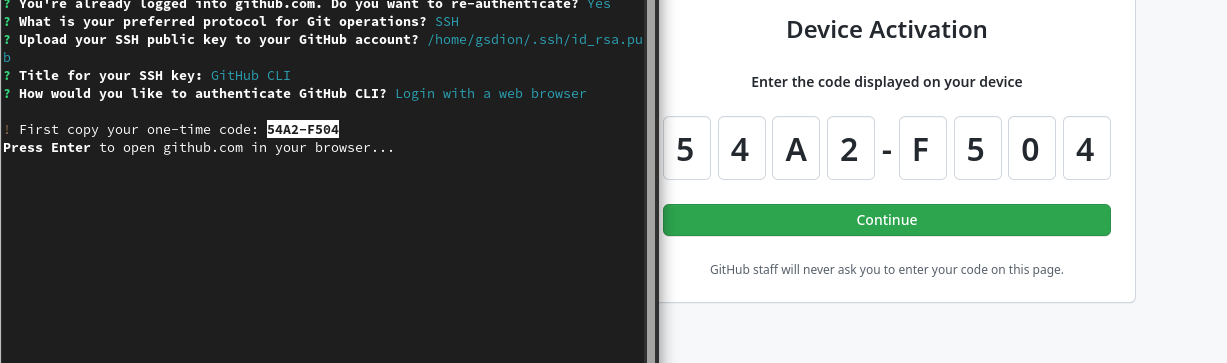 ? You're already logged into github.com. Do you want to re-authenticate? Yes
? What is your preferred protocol for Git operations? SSH
? Upload your SSH public key to your GitHub account? /home/gsdion/.ssh/id_rsa.pu
b
? Title for your SSH key: GitHub CLI
? How would you like to authenticate GitHub CLI? Login with a web browser
! First copy your one-time code: 54A2-F504
Press Enter to open github.com in your browser...
Device Activation
Enter the code displayed on your device
5 4 A 2 - F 5 0 4
Continue
GitHub staff will never ask you to enter your code on this page.